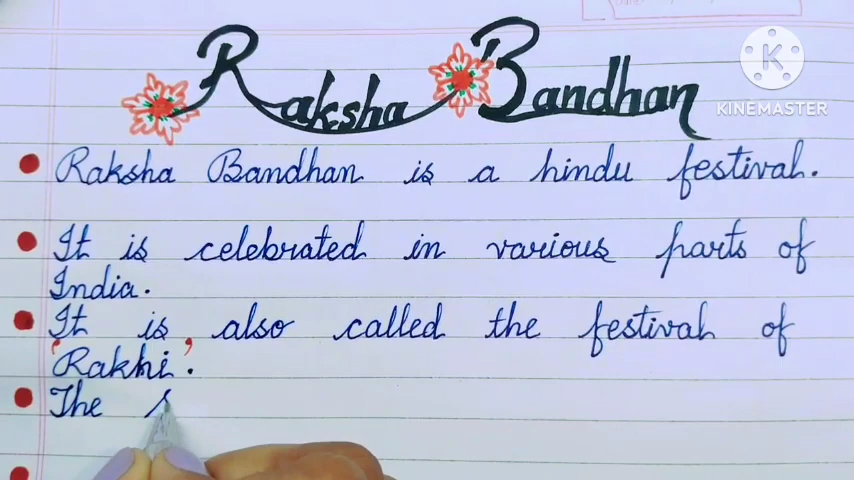 Raksha Bandhan
KINEMASTER
Raksha Bandhan is a hindu festival.
It is celebrated in various parts of
India.
It is also called the festival of
'Rakhi'.
The s